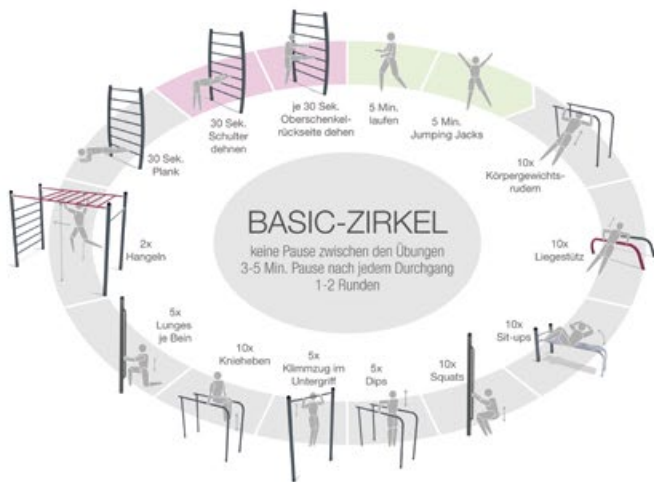 BASIC-ZIRKEL
keine Pause zwischen den Übungen
3-5 Min. Pause nach jedem Durchgang
1-2 Runden
5 Min.
laufen
5 Min.
Jumping Jacks
10x
Körpergewichts-
rudern
10x
Liegestütz
10x
Sit-ups
10x
Squats
5x
Dips
5x
Klimmzug im
Untergriff
10x
Knieheben
5x
Lunges
je Bein
2x
Hangeln
30 Sek.
Plank
30 Sek.
Schulter
dehnen
je 30 Sek.
Oberschenkel-
rückseite dehen